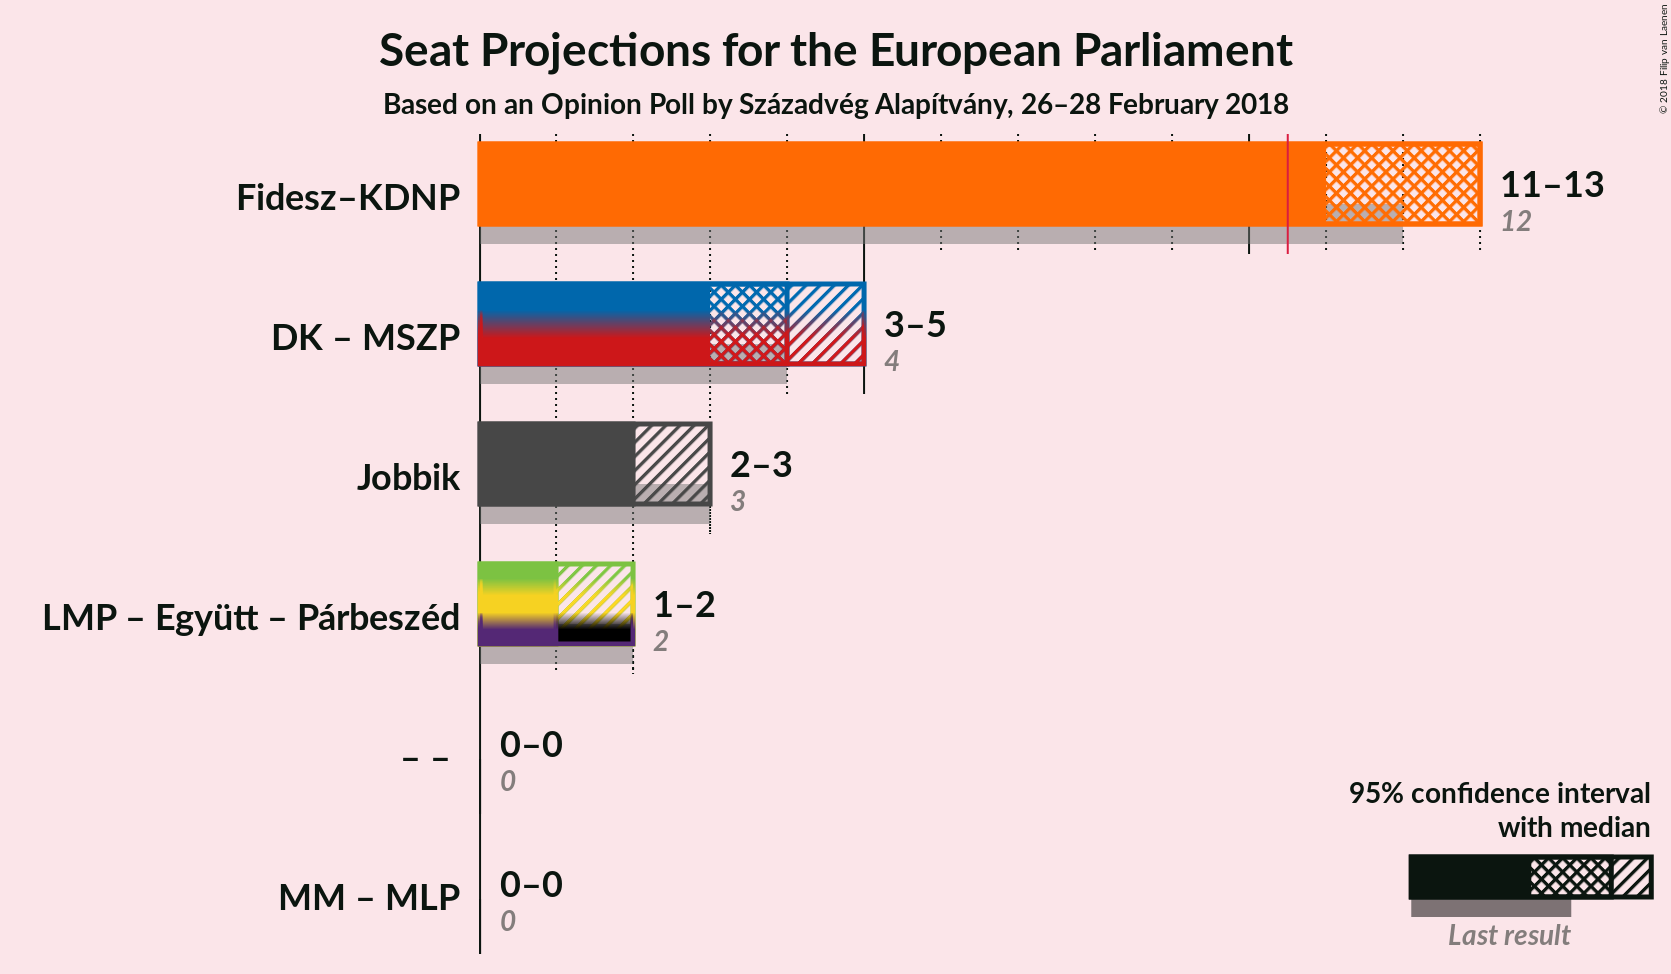 Seat Projections for the European Parliament
Based on an Opinion Poll by Századvég Alapítvány, 26–28 February 2018
© 2018 Filip van Laenen
Fidesz–KDNP
11–13
12
DK – MSZP
3–5
4
Jobbik
2–3
3
LMP – Együtt – Párbeszéd
1–2
2
– –
0–0
0
MM – MLP
0–0
0
95% confidence interval
with median
Last result